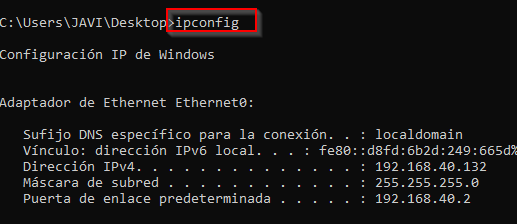 C:\Users\JAVI\Desktop>ipconfig
Configuración IP de Windows
Adaptador de Ethernet Ethernet0:
Sufijo DNS específico para la conexión. . : localdomain
Vínculo: dirección IPv6 local. . . : fe80::d8fd:6b2d:249:665d%
Dirección IPv4. . . . . . . . . . . . . . : 192.168.40.132
Máscara de subred . . . . . . . . . . . . : 255.255.255.0
Puerta de enlace predeterminada . . . . . : 192.168.40.2